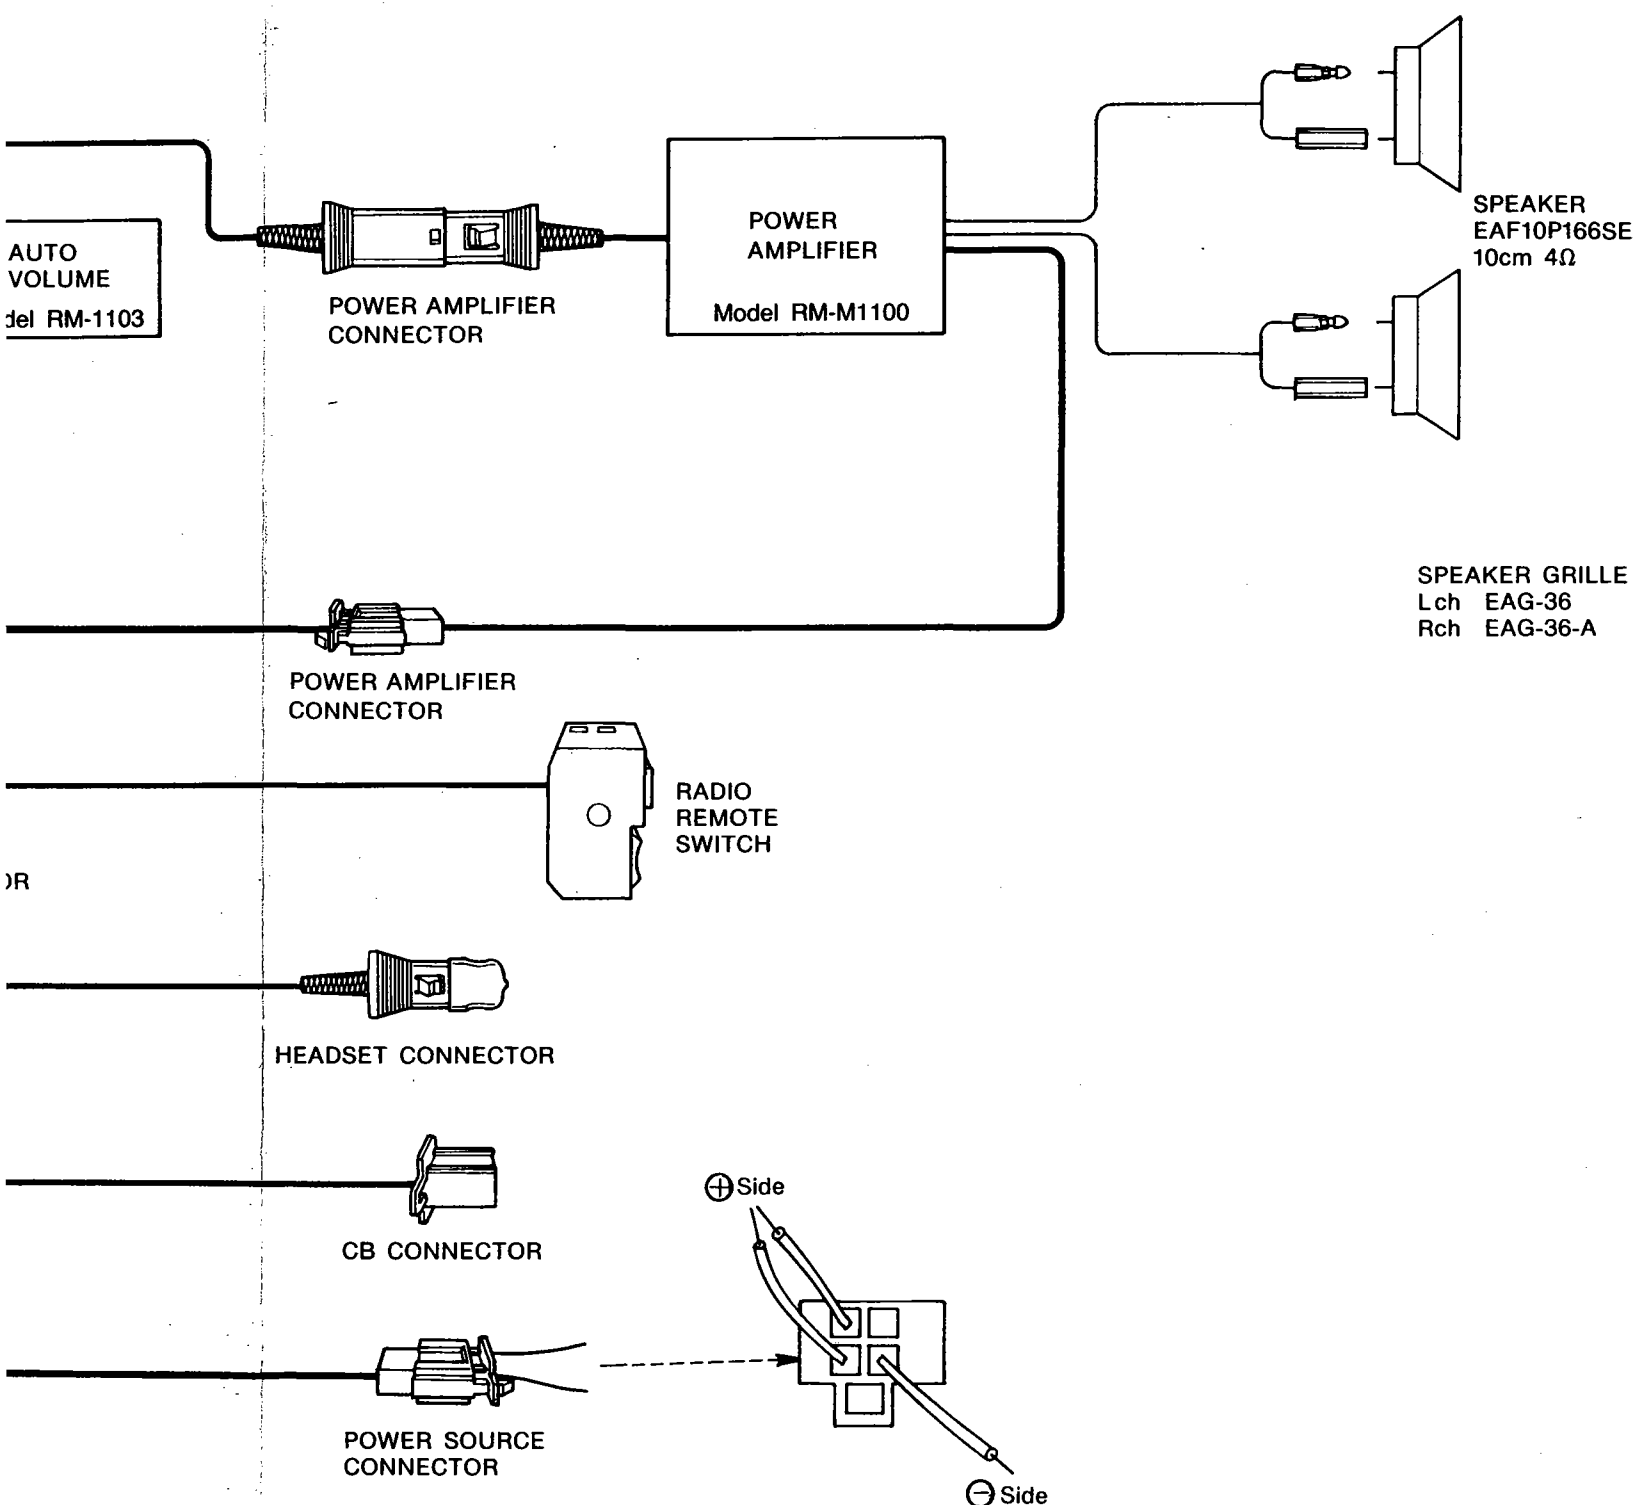 SPEAKER
EAF10P166SE
10cm 4Ω
AUTO
VOLUME
del RM-1103
POWER AMPLIFIER
CONNECTOR
POWER
AMPLIFIER
Model RM-M1100
SPEAKER GRILLE
Lch EAG-36
Rch EAG-36-A
POWER AMPLIFIER
CONNECTOR
RADIO
REMOTE
SWITCH
OR
HEADSET CONNECTOR
CB CONNECTOR
⊕ Side
POWER SOURCE
CONNECTOR
⊖ Side